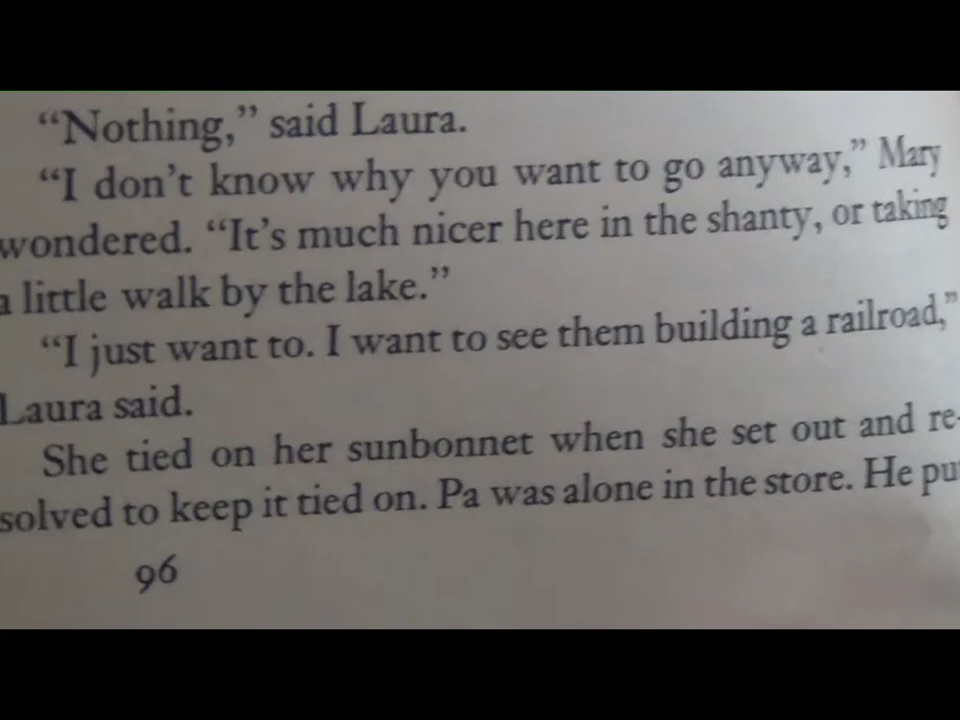 “Nothing,” said Laura.
“I don’t know why you want to go anyway,” Mary
wondered. “It’s much nicer here in the shanty, or taking
a little walk by the lake.”
“I just want to. I want to see them building a railroad,”
Laura said.
She tied on her sunbonnet when she set out and re-
solved to keep it tied on. Pa was alone in the store. He put
96